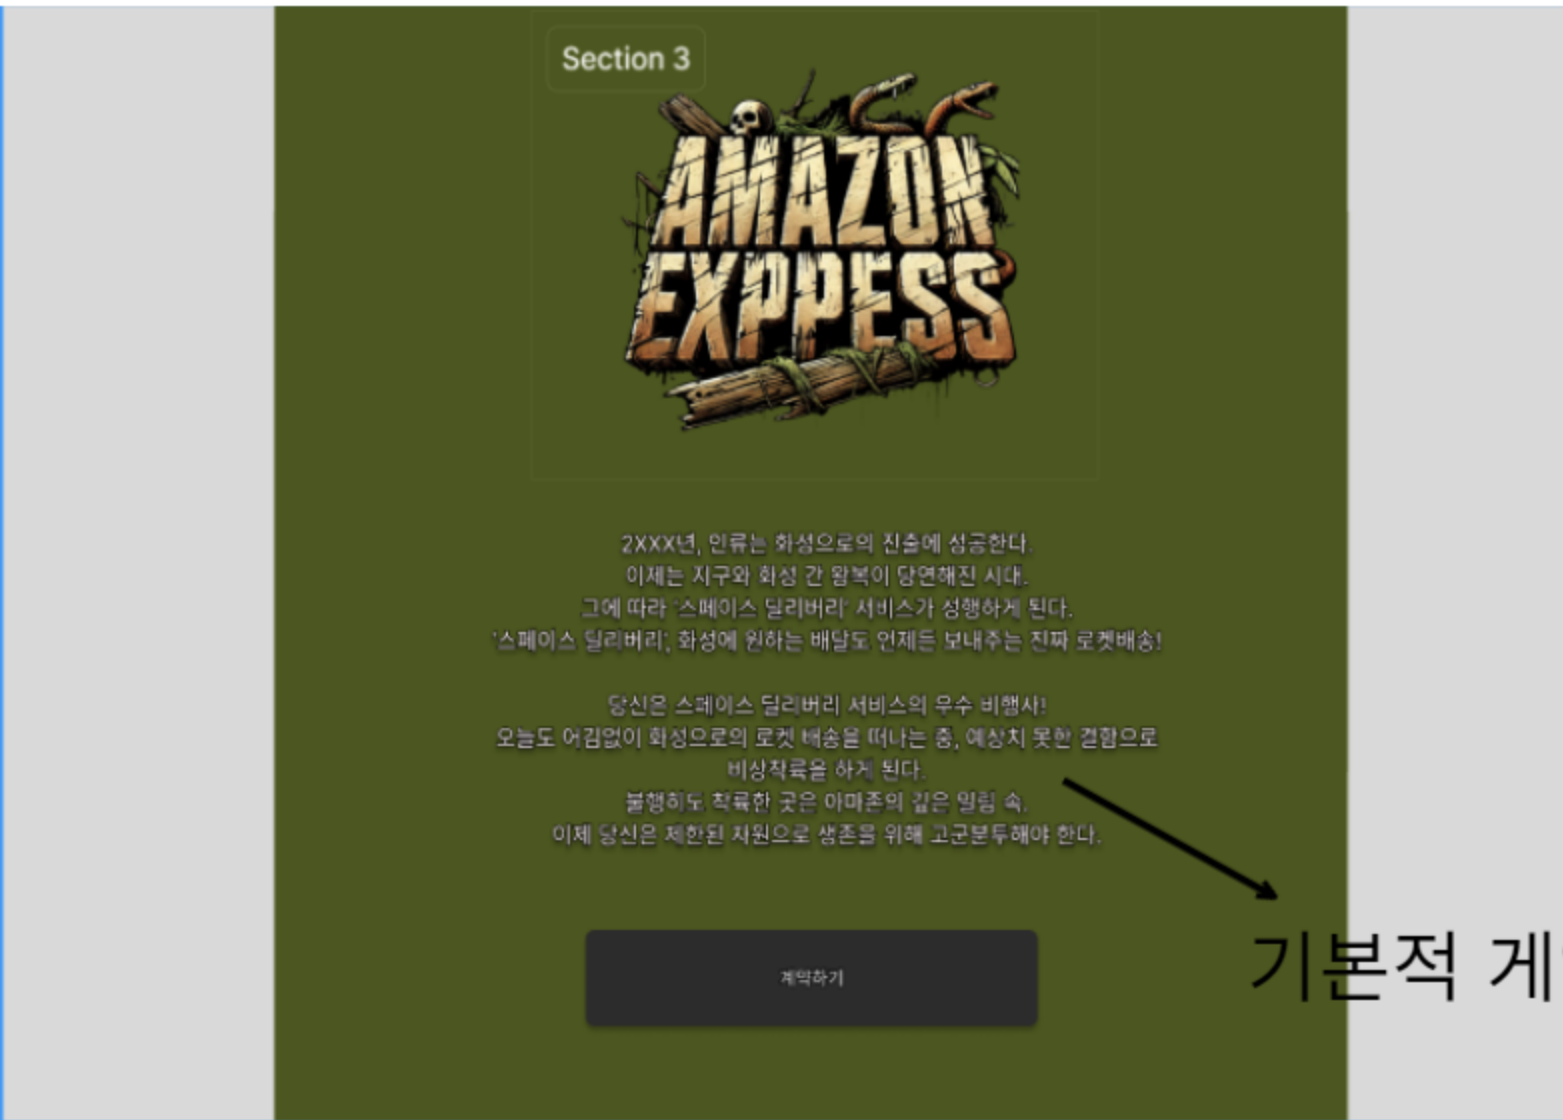 Section 3
AMAZON
EXPPESS
2XXX년, 인류는 화성으로의 진출에 성공한다.
이제는 지구와 화성 간 왕복이 당연해진 시대.
그에 따라 '스페이스 딜리버리' 서비스가 성행하게 된다.
'스페이스 딜리버리', 화성에 원하는 배달도 언제든 보내주는 진짜 로켓배송!
당신은 스페이스 딜리버리 서비스의 우수 비행사!
오늘도 어김없이 화성으로의 로켓 배송을 떠나는 중, 예상치 못한 결함으로
비상착륙을 하게 된다.
불행히도 착륙한 곳은 아마존의 깊은 밀림 속.
이제 당신은 제한된 자원으로 생존을 위해 고군분투해야 한다.
계약하기
기본적 게